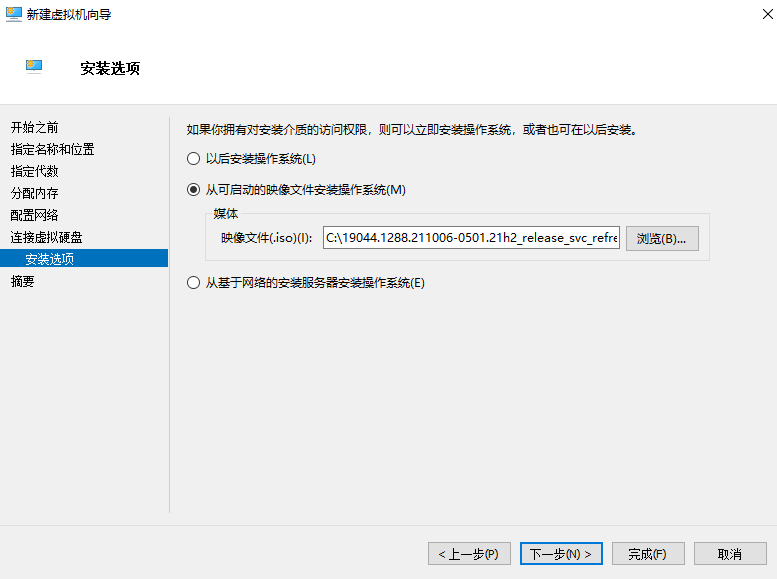 新建虚拟机向导
安装选项
开始之前
指定名称和位置
指定代数
分配内存
配置网络
连接虚拟硬盘
安装选项
摘要
如果你拥有对安装介质的访问权限，则可以立即安装操作系统，或者也可在以后安装。
以后安装操作系统(L)
从可启动的映像文件安装操作系统(M)
媒体
映像文件(.iso)(I): C:\19044.1288.211006-0501.21h2_release_svc_refre 浏览(B)...
从基于网络的安装服务器安装操作系统(E)
< 上一步(P) 下一步(N) > 完成(F) 取消